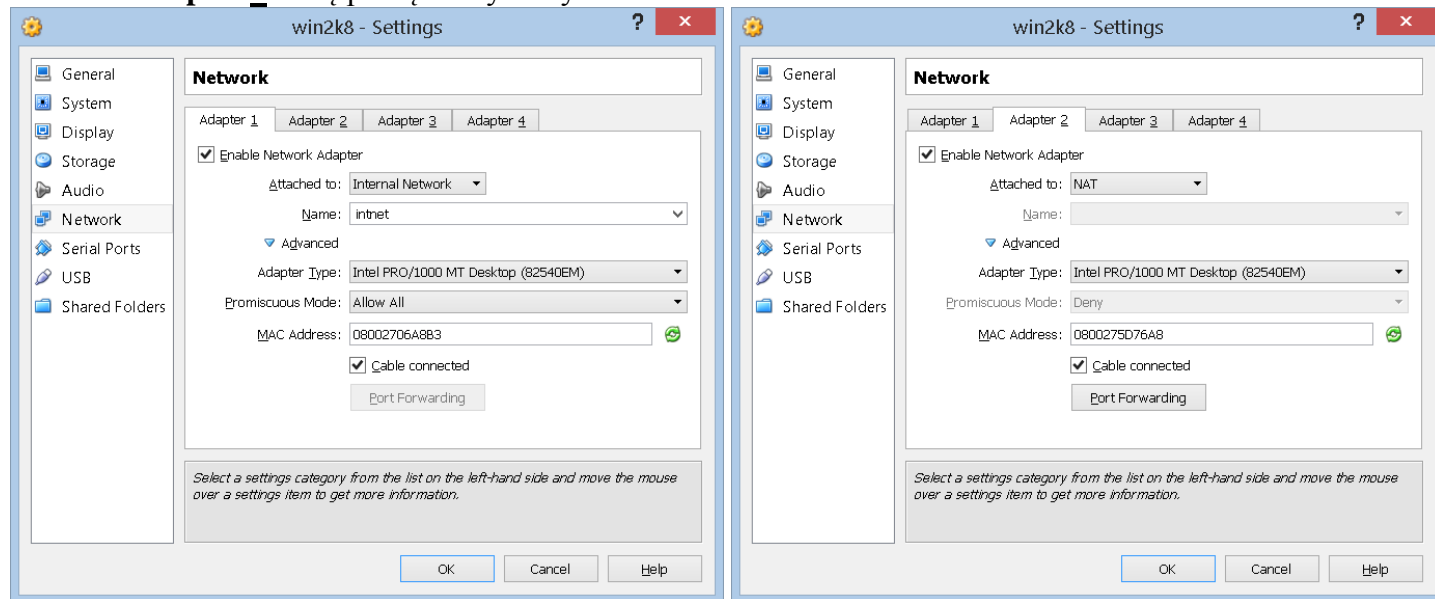 win2k8 - Settings
?
×
General
System
Display
Storage
Audio
Network
Serial Ports
USB
Shared Folders
Network
Adapter 1
Adapter 2
Adapter 3
Adapter 4
Enable Network Adapter
Attached to: Internal Network
Name: intnet
Advanced
Adapter Type: Intel PRO/1000 MT Desktop (82540EM)
Promiscuous Mode: Allow All
MAC Address: 08002706A8B3
Cable connected
Port Forwarding
Select a settings category from the list on the left-hand side and move the mouse
over a settings item to get more information.
OK
Cancel
Help
win2k8 - Settings
?
×
General
System
Display
Storage
Audio
Network
Serial Ports
USB
Shared Folders
Network
Adapter 1
Adapter 2
Adapter 3
Adapter 4
Enable Network Adapter
Attached to: NAT
Name:
Advanced
Adapter Type: Intel PRO/1000 MT Desktop (82540EM)
Promiscuous Mode: Deny
MAC Address: 0800275D76A8
Cable connected
Port Forwarding
Select a settings category from the list on the left-hand side and move the mouse
over a settings item to get more information.
OK
Cancel
Help